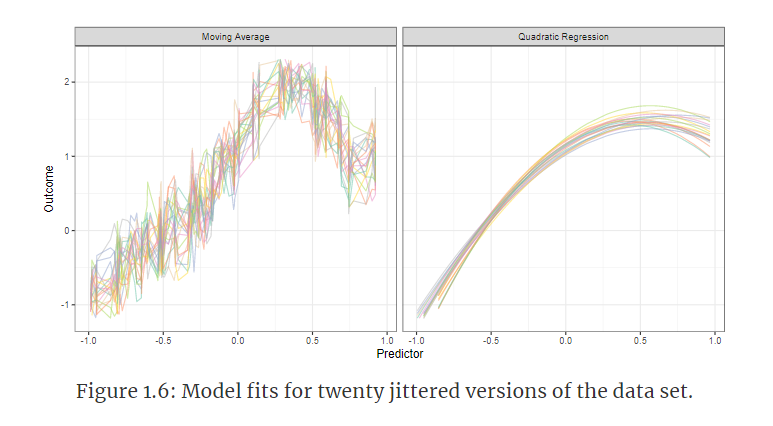 Moving Average
Quadratic Regression
2
1
0
-1
Outcome
-1.0 -0.5 0.0 0.5 1.0 -1.0 -0.5 0.0 0.5 1.0
Predictor
Figure 1.6: Model fits for twenty jittered versions of the data set.